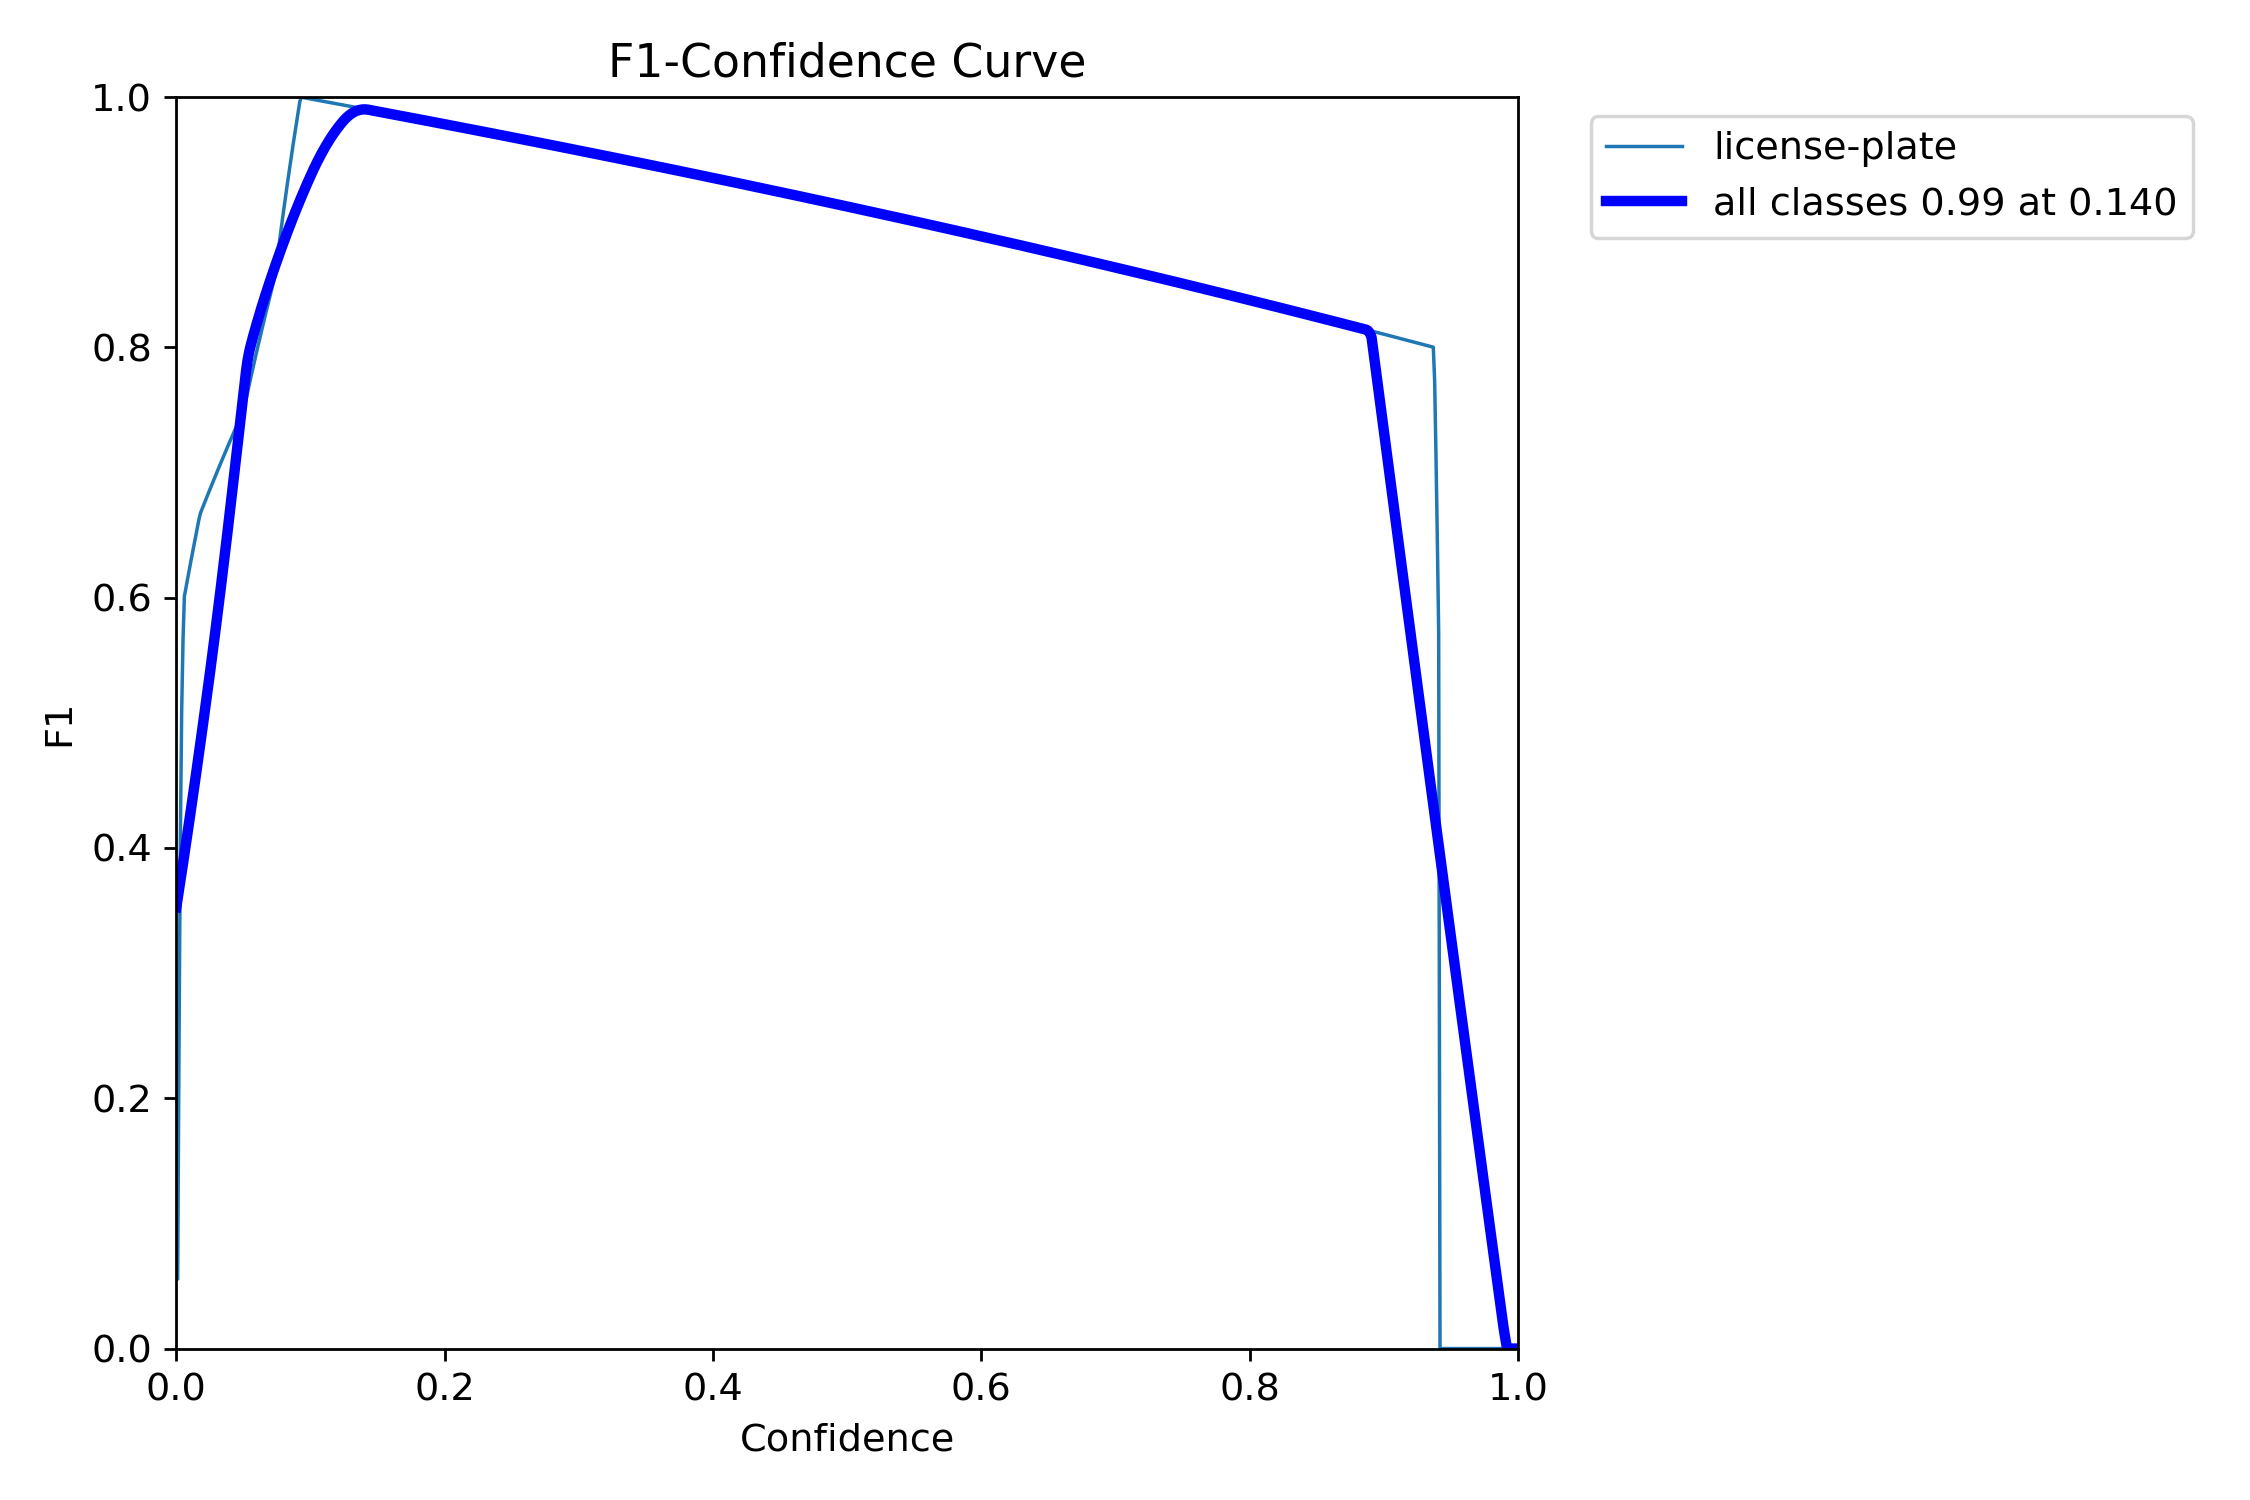 F1-Confidence Curve
1.0
0.8
0.6
0.4
0.2
0.0
F1
0.0 0.2 0.4 0.6 0.8 1.0
Confidence
license-plate
all classes 0.99 at 0.140